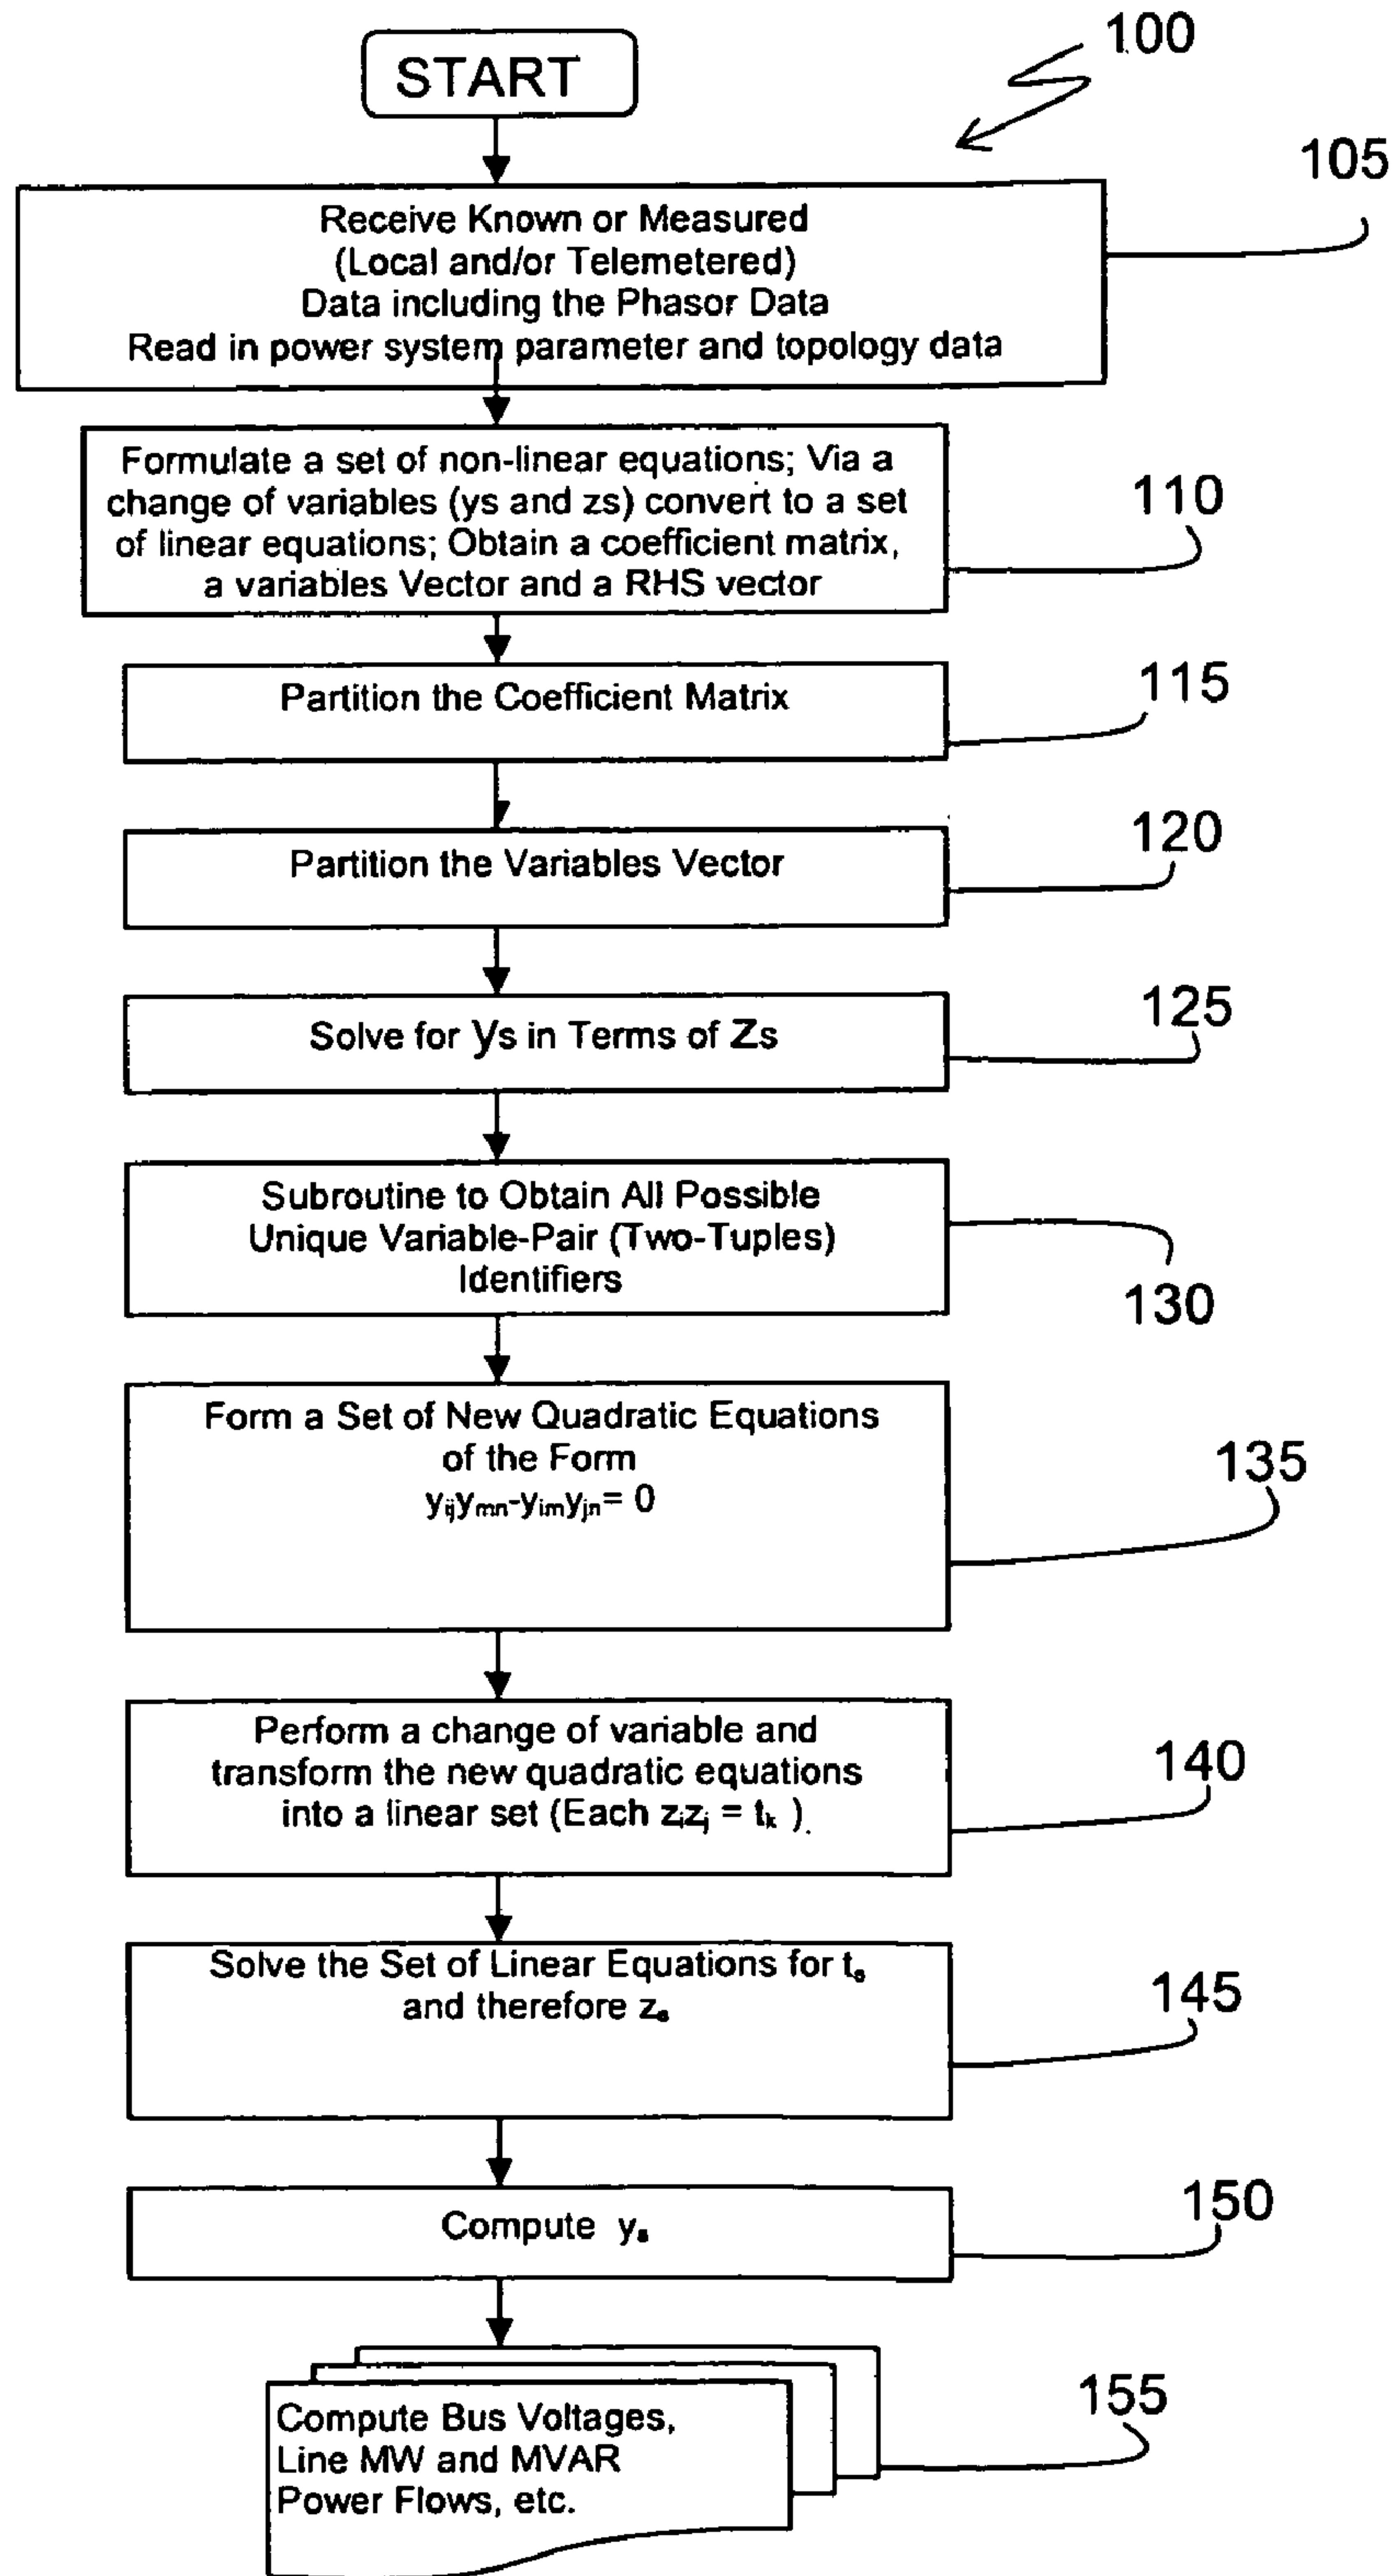 START
100
105
Receive Known or Measured
(Local and/or Telemetered)
Data including the Phasor Data
Read in power system parameter and topology data
Formulate a set of non-linear equations; Via a
change of variables (ys and zs) convert to a set
of linear equations; Obtain a coefficient matrix,
a variables Vector and a RHS vector
110
Partition the Coefficient Matrix
115
Partition the Variables Vector
120
Solve for ys in Terms of Zs
125
Subroutine to Obtain All Possible
Unique Variable-Pair (Two-Tuples)
Identifiers
130
Form a Set of New Quadratic Equations
of the Form
yijymn-yimyjn= 0
135
Perform a change of variable and
transform the new quadratic equations
into a linear set (Each zizj = tk ).
140
Solve the Set of Linear Equations for ts
and therefore zs
145
Compute ys
150
Compute Bus Voltages,
Line MW and MVAR
Power Flows, etc.
155